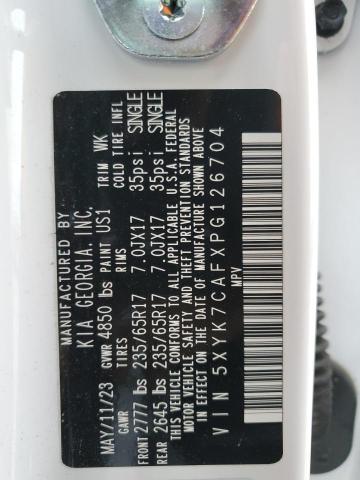 MANUFACTURED BY
KIA GEORGIA, INC.
MAY/11/23 GVWR 4850 lbs PAINT US1 TRIM WK
GAWR TIRES RIMS COLD TIRE INFL
FRONT 2777 lbs 235/65R17 7.0JX17 35psi SINGLE
REAR 2645 lbs 235/65R17 7.0JX17 35psi SINGLE
THIS VEHICLE CONFORMS TO ALL APPLICABLE U.S.A. FEDERAL
MOTOR VEHICLE SAFETY AND THEFT PREVENTION STANDARDS
IN EFFECT ON THE DATE OF MANUFACTURE SHOWN ABOVE
MPV
VIN 5XYK7CAFXPG126704